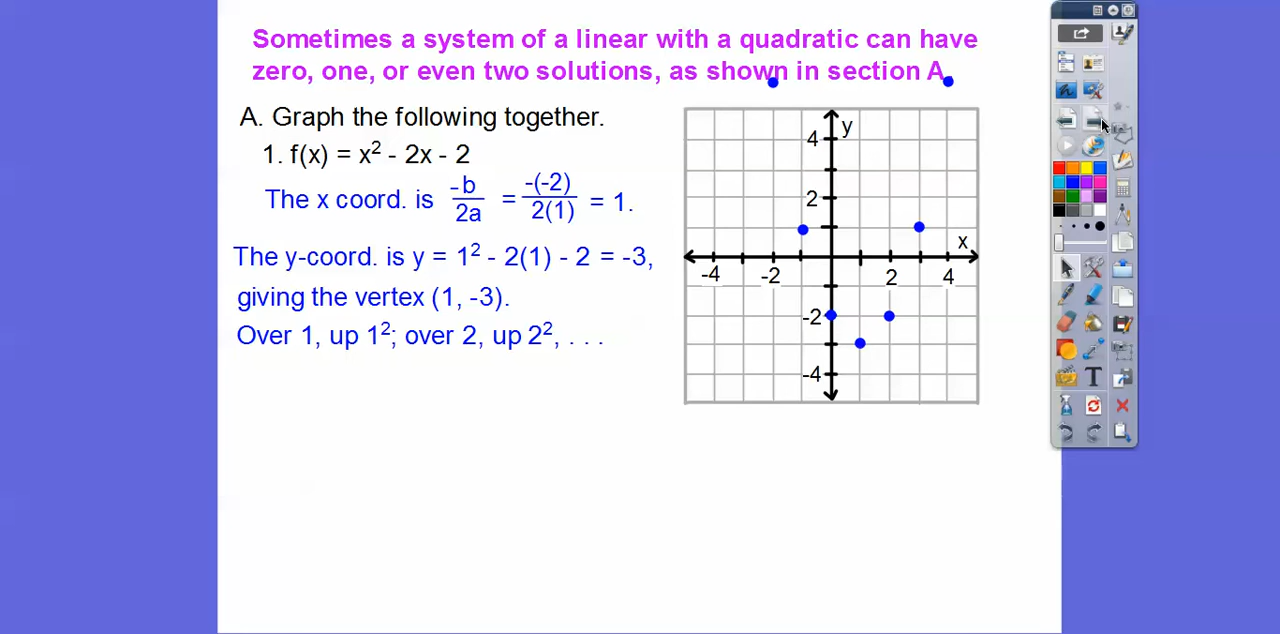 Sometimes a system of a linear with a quadratic can have
zero, one, or even two solutions, as shown in section A.
A. Graph the following together.
1. f(x) = x² - 2x - 2
The x coord. is -b/2a = -(-2)/2(1) = 1.
The y-coord. is y = 1² - 2(1) - 2 = -3,
giving the vertex (1, -3).
Over 1, up 1²; over 2, up 2², . . .
4 y
2
x
-4 -2 2 4
-2
-4
T